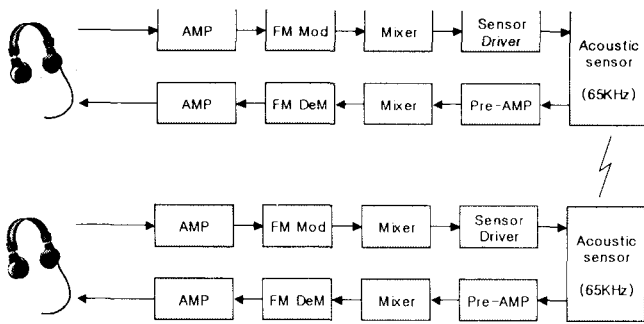 AMP FM Mod Mixer Sensor Driver
Acoustic sensor (65KHz)
AMP FM DeM Mixer Pre-AMP
AMP FM Mod Mixer Sensor Driver
Acoustic sensor (65KHz)
AMP FM DeM Mixer Pre-AMP